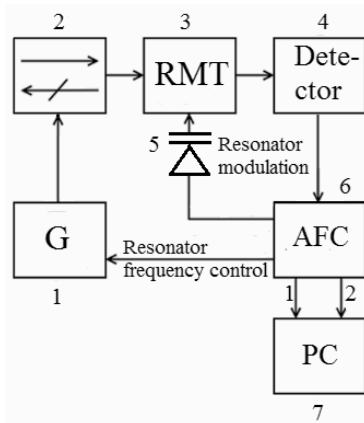 2
3
4
RMT
Dete-
ctor
5
Resonator
modulation
6
G
AFC
Resonator
frequency control
1
1
2
PC
7